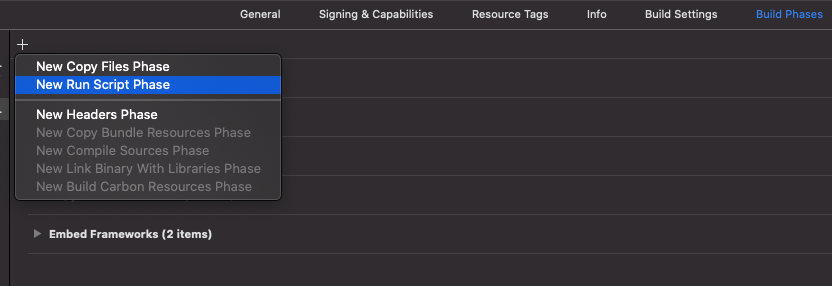 General Signing & Capabilities Resource Tags Info Build Settings Build Phases
New Copy Files Phase
New Run Script Phase
New Headers Phase
New Copy Bundle Resources Phase
New Compile Sources Phase
New Link Binary With Libraries Phase
New Build Carbon Resources Phase
Embed Frameworks (2 items)